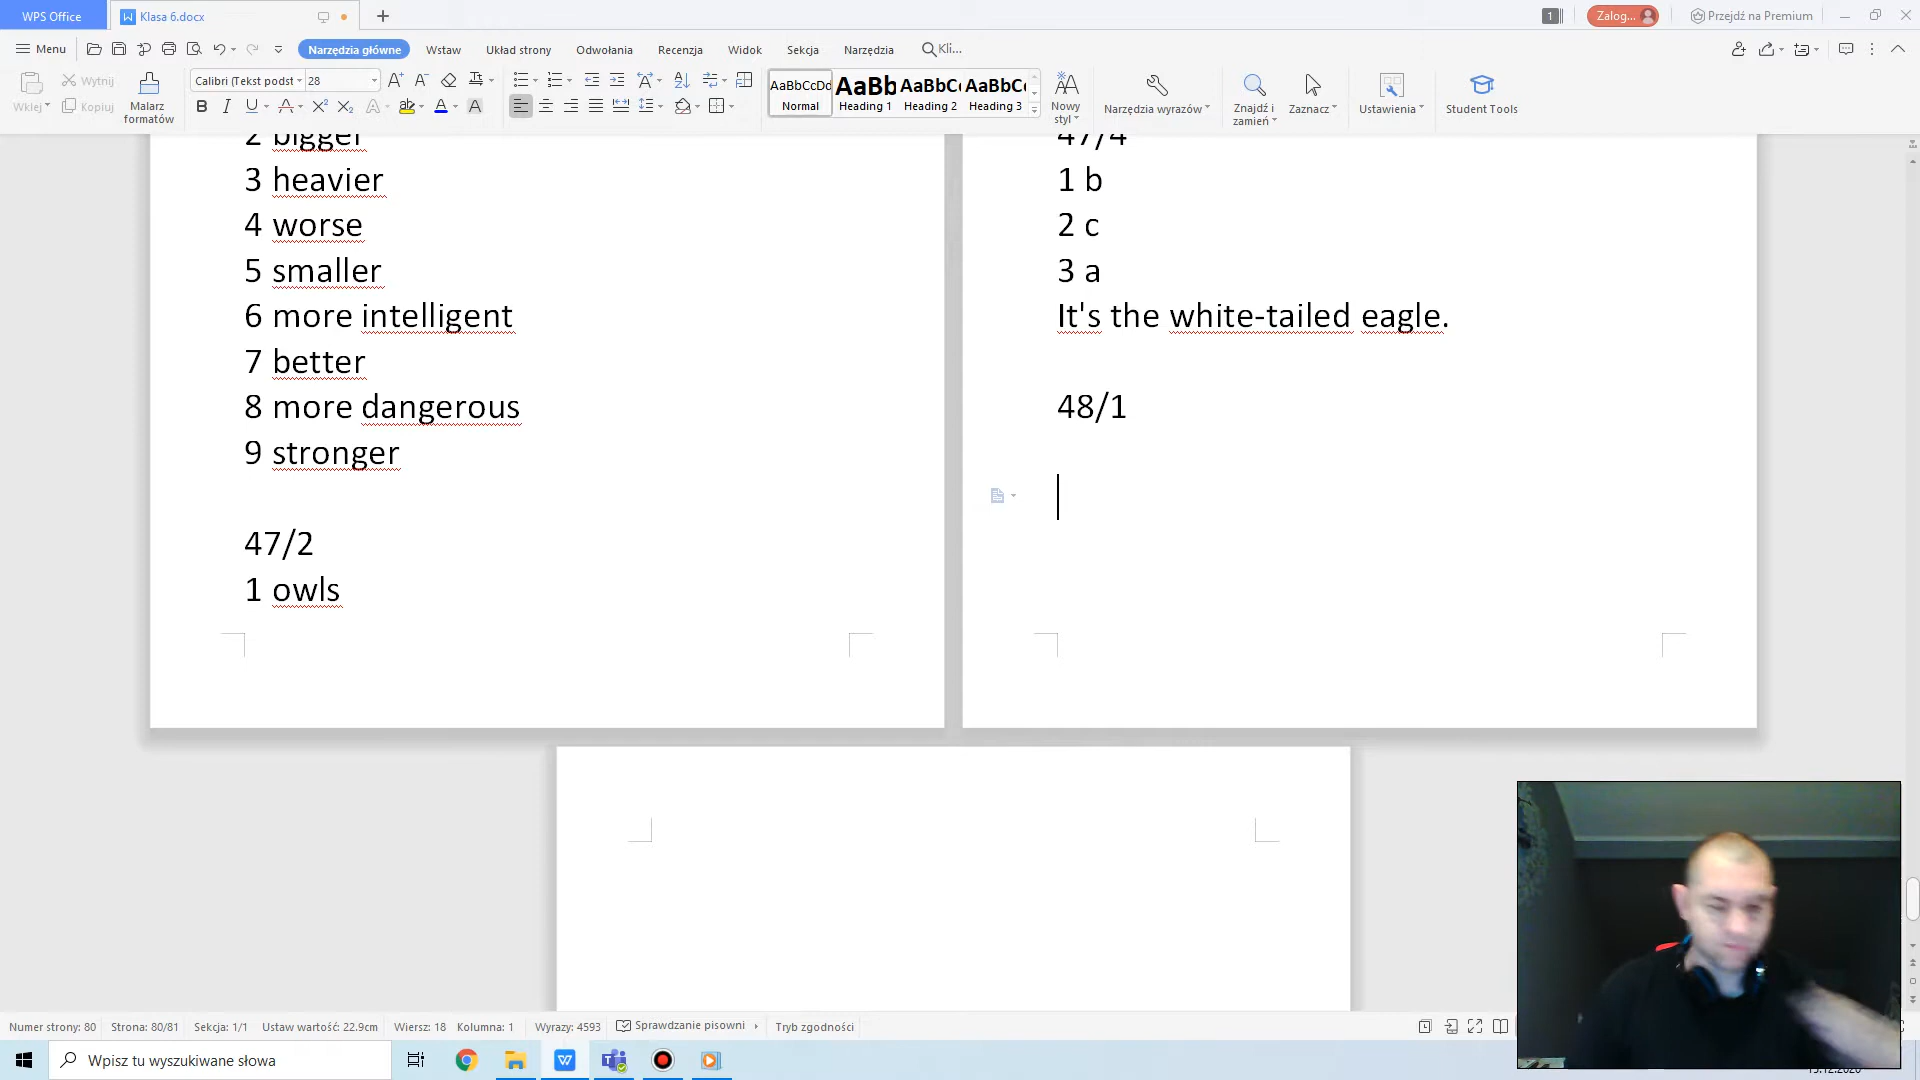 WPS Office
Klasa 6.docx
1
Zalog...
Przejdź na Premium
Menu
Narzędzia główne
Wstaw
Układ strony
Odwołania
Recenzja
Widok
Sekcja
Narzędzia
Kli...
Wklej
Wytnij
Kopiuj
Malarz formatów
Calibri (Tekst podst
28
AaBbCcDd
Normal
AaBb
Heading 1
AaBbC
Heading 2
AaBbC
Heading 3
Nowy styl
Narzędzia wyrazów
Znajdź i zamień
Zaznacz
Ustawienia
Student Tools
2 bigger
3 heavier
4 worse
5 smaller
6 more intelligent
7 better
8 more dangerous
9 stronger
47/2
1 owls
47/4
1 b
2 c
3 a
It's the white-tailed eagle.
48/1
Numer strony: 80
Strona: 80/81
Sekcja: 1/1
Ustaw wartość: 22.9cm
Wiersz: 18
Kolumna: 1
Wyrazy: 4593
Sprawdzanie pisowni
Tryb zgodności
Wpisz tu wyszukiwane słowa